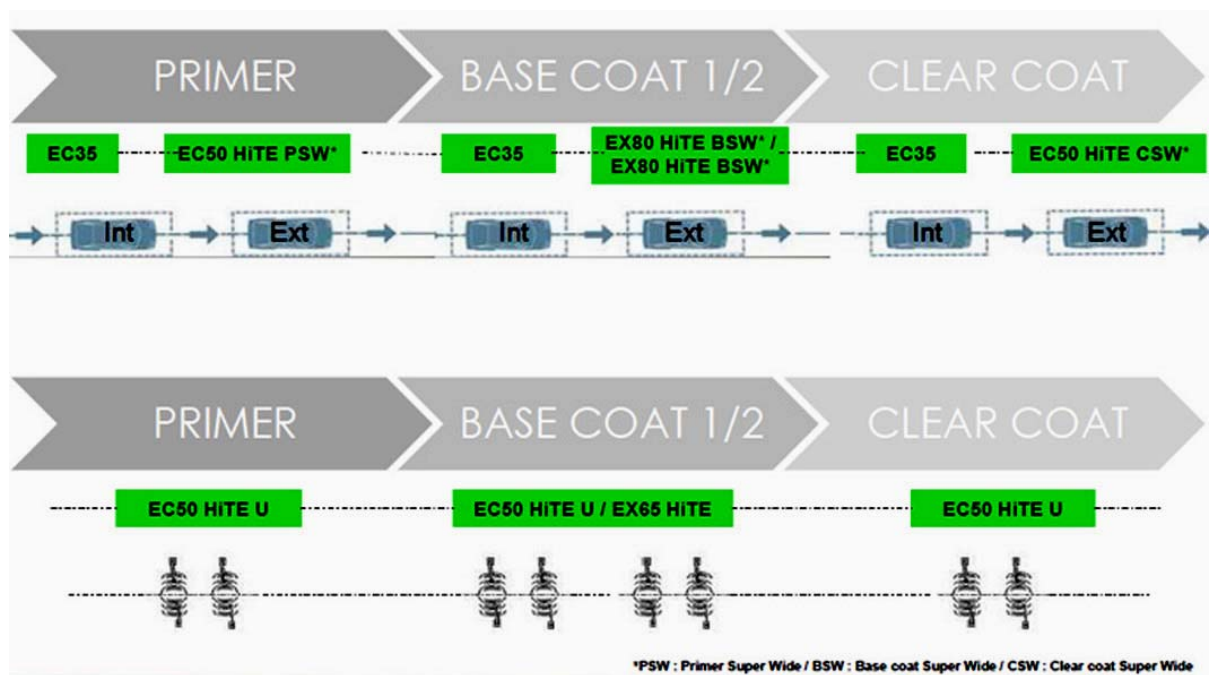 PRIMER
BASE COAT 1/2
CLEAR COAT
EC35
EC50 HiTE PSW*
EC35
EX80 HiTE BSW* /
EX80 HiTE BSW*
EC35
EC50 HiTE CSW*
Int
Ext
Int
Ext
Int
Ext
PRIMER
BASE COAT 1/2
CLEAR COAT
EC50 HiTE U
EC50 HiTE U / EX65 HiTE
EC50 HiTE U
*PSW : Primer Super Wide / BSW : Base coat Super Wide / CSW : Clear coat Super Wide